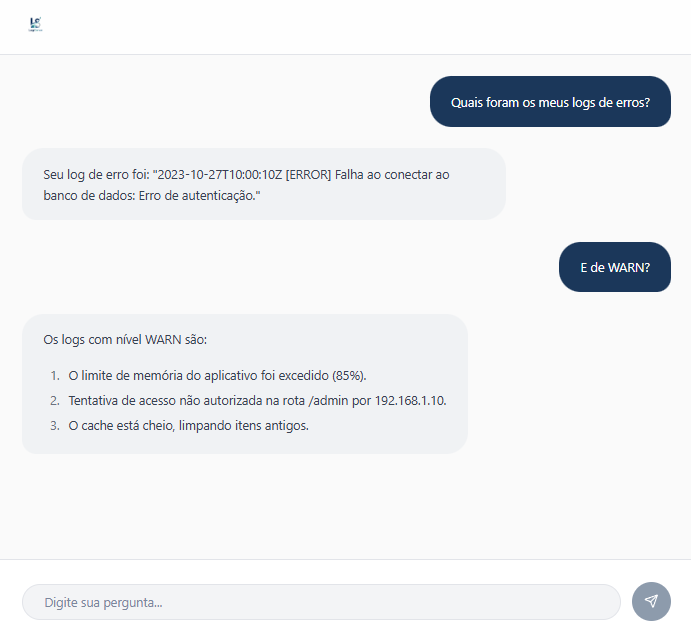 Quais foram os meus logs de erros?
Seu log de erro foi: "2023-10-27T10:00:10Z [ERROR] Falha ao conectar ao
banco de dados: Erro de autenticação."
E de WARN?
Os logs com nível WARN são:
1. O limite de memória do aplicativo foi excedido (85%).
2. Tentativa de acesso não autorizada na rota /admin por 192.168.1.10.
3. O cache está cheio, limpando itens antigos.
Digite sua pergunta...